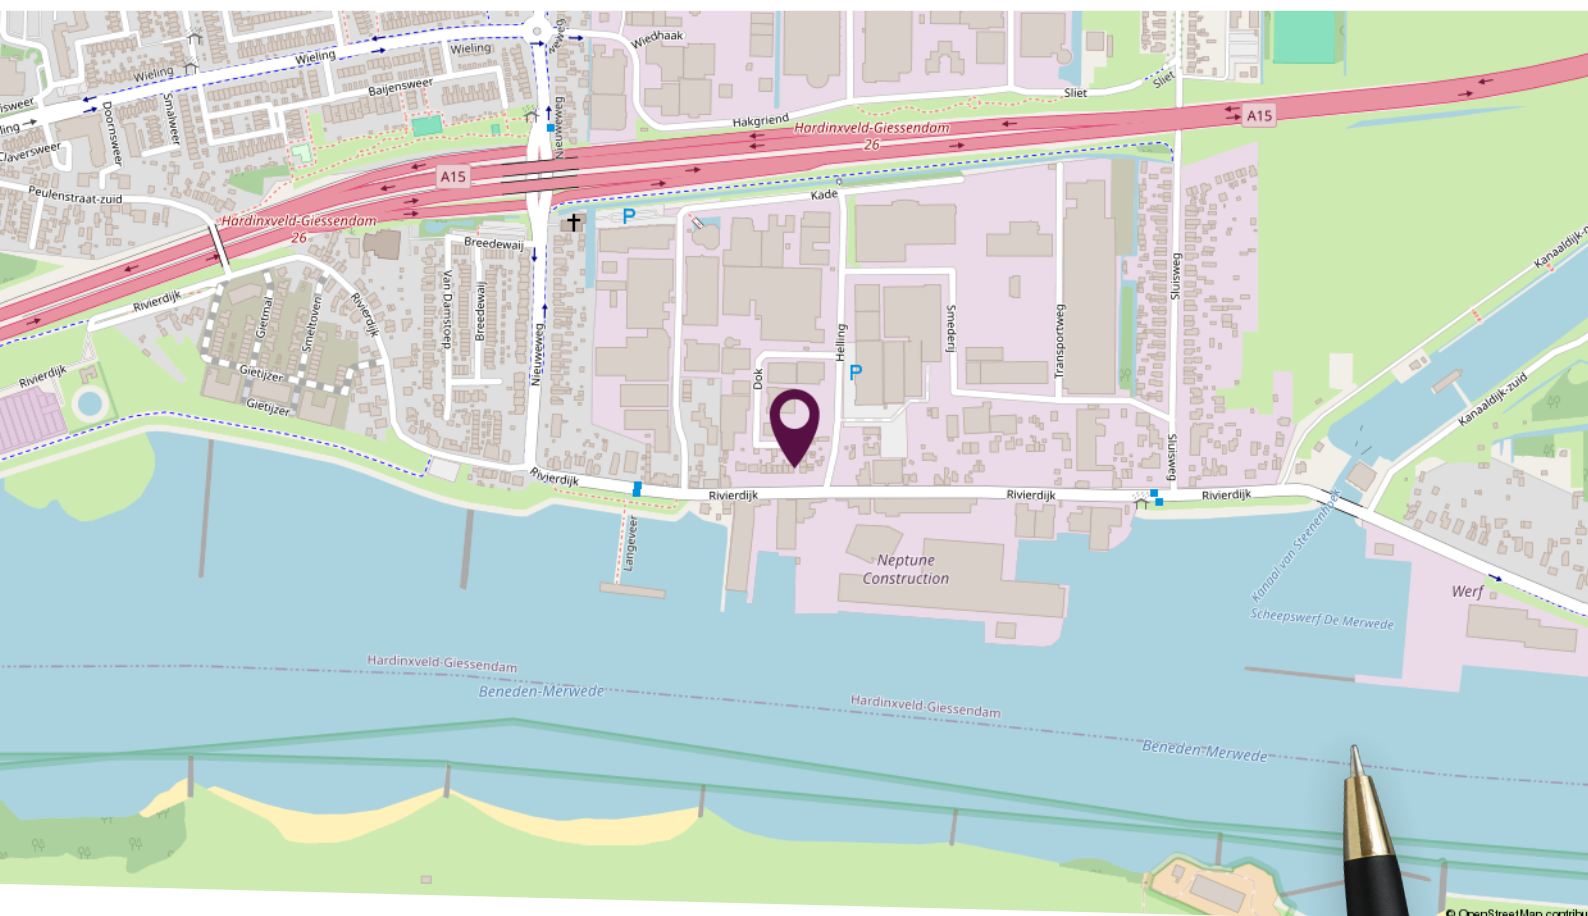 Nieuweweg
Wiedhaak
Wieling
Wieling
Wieling
Baijensweer
Sliet
Sliet
Doornsweer
Smalweer
Hakgriend
Hardinxveld-Giessendam
26
A15
Nieuweweg
Claversweer
A15
Peulenstraat-zuid
Kade
Hardinxveld-Giessendam
26
P
Breedewaij
Kanaaldijk-n
Sluisweg
Rivierdijk
Van Damstoep
Breedewaij
Gietmal
Smeltoven
Rivierdijk
Nieuweweg
Helling
Smederij
Transportweg
Rivierdijk
Gietijzer
Gietijzer
Dok
P
Kanaaldijk-zuid
Sluisweg
Rivierdijk
Rivierdijk
Rivierdijk
Rivierdijk
Langeveer
Neptune
Construction
Kanaal van Steenenhoek
Werf
Scheepswerf De Merwede
Hardinxveld-Giessendam
Beneden-Merwede
Hardinxveld-Giessendam
Beneden-Merwede
© OpenStreetMap contribu